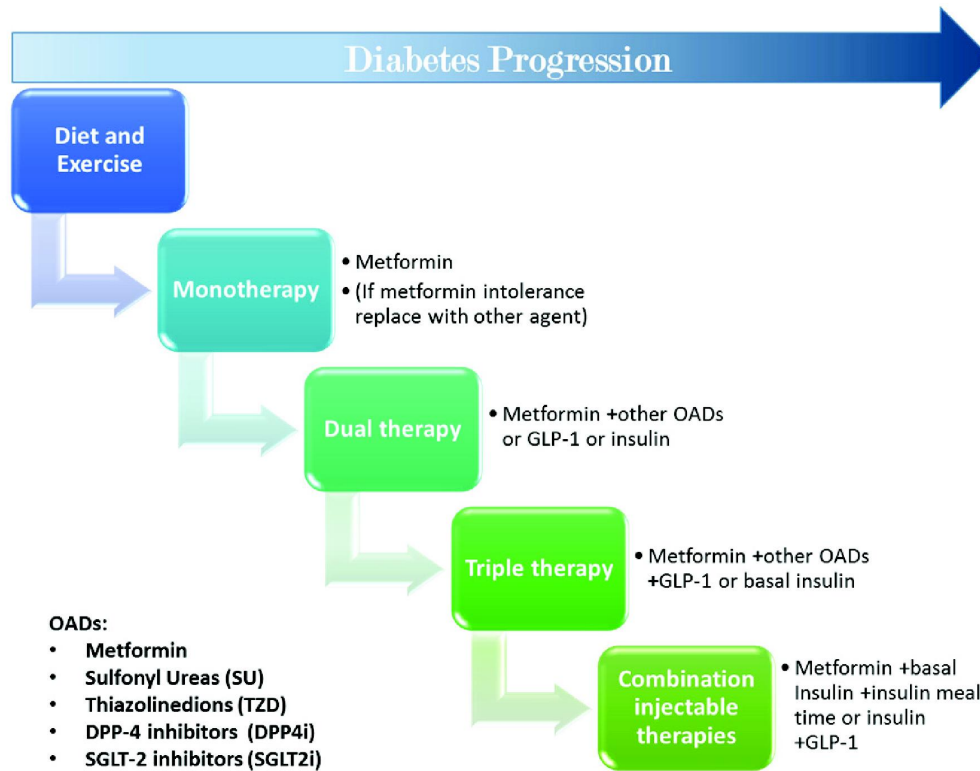 Diabetes Progression
Diet and
Exercise
Monotherapy
• Metformin
• (If metformin intolerance
replace with other agent)
Dual therapy
• Metformin +other OADs
or GLP-1 or insulin
Triple therapy
• Metformin +other OADs
+GLP-1 or basal insulin
Combination
injectable
therapies
• Metformin +basal
Insulin +insulin meal
time or insulin
+GLP-1
OADs:
• Metformin
• Sulfonyl Ureas (SU)
• Thiazolinedions (TZD)
• DPP-4 inhibitors (DPP4i)
• SGLT-2 inhibitors (SGLT2i)